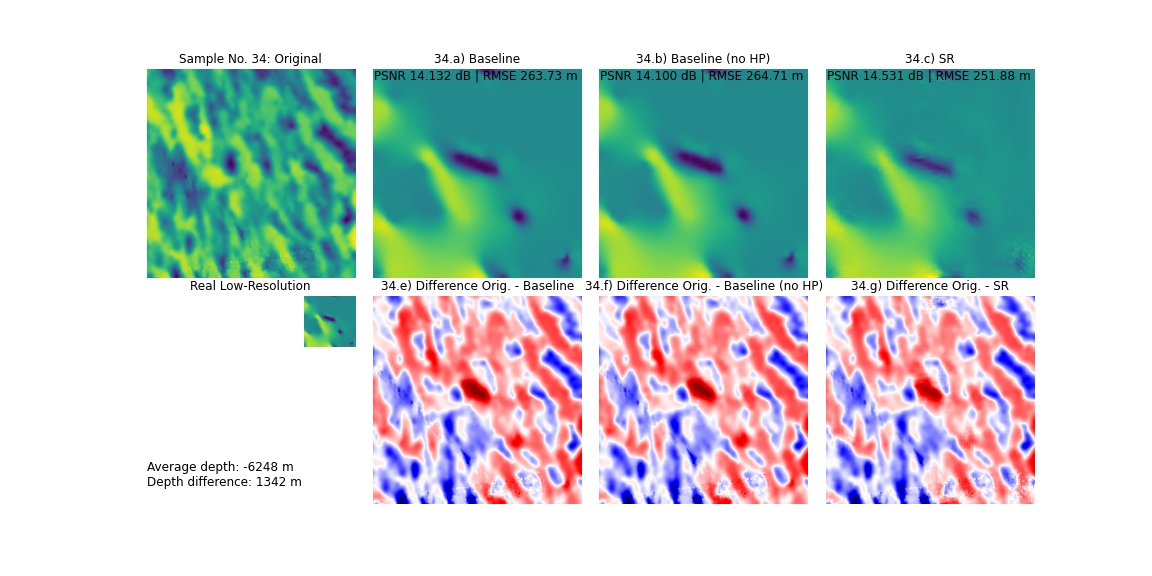 Sample No. 34: Original
34.a) Baseline
34.b) Baseline (no HP)
34.c) SR
PSNR 14.132 dB | RMSE 263.73 m
PSNR 14.100 dB | RMSE 264.71 m
PSNR 14.531 dB | RMSE 251.88 m
Real Low-Resolution
34.e) Difference Orig. - Baseline
34.f) Difference Orig. - Baseline (no HP)
34.g) Difference Orig. - SR
Average depth: -6248 m
Depth difference: 1342 m